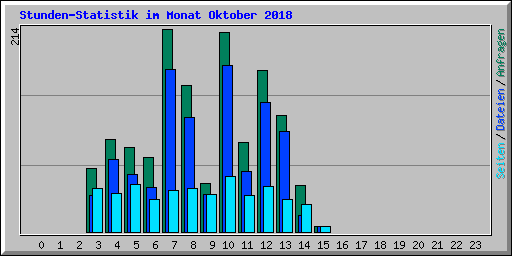 Stunden-Statistik im Monat Oktober 2018
214
Seiten / Dateien / Anfragen
0 1 2 3 4 5 6 7 8 9 10 11 12 13 14 15 16 17 18 19 20 21 22 23